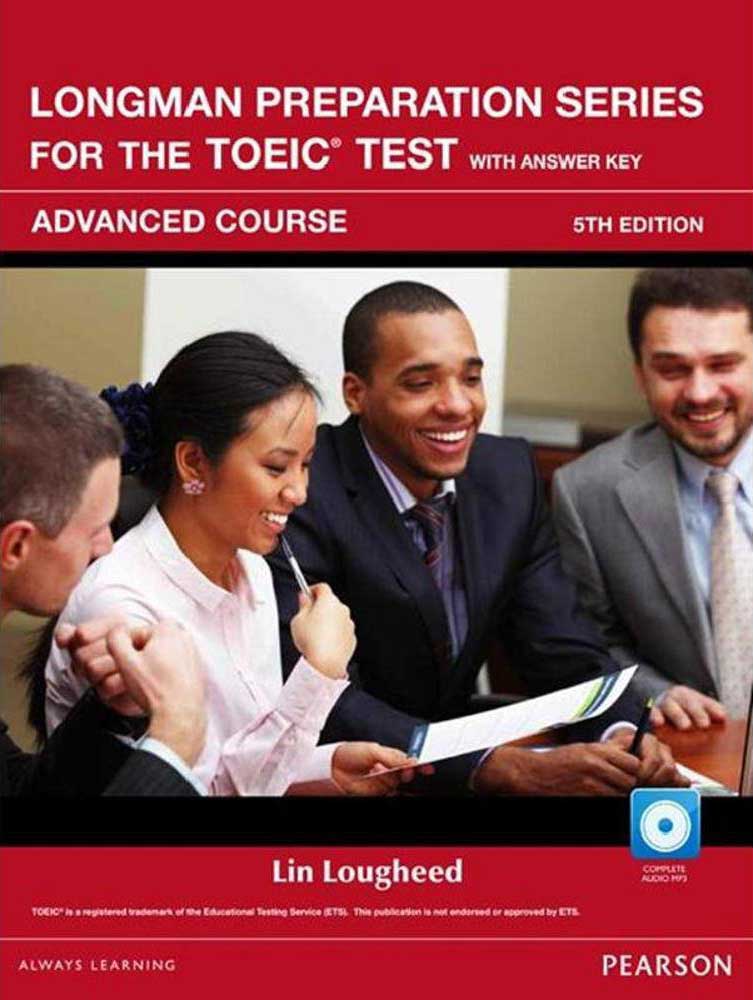 LONGMAN PREPARATION SERIES
FOR THE TOEIC® TEST WITH ANSWER KEY
ADVANCED COURSE 5TH EDITION
Lin Lougheed
COMPLETE
AUDIO MP3
TOEIC® is a registered trademark of the Educational Testing Service (ETS). This publication is not endorsed or approved by ETS.
ALWAYS LEARNING PEARSON